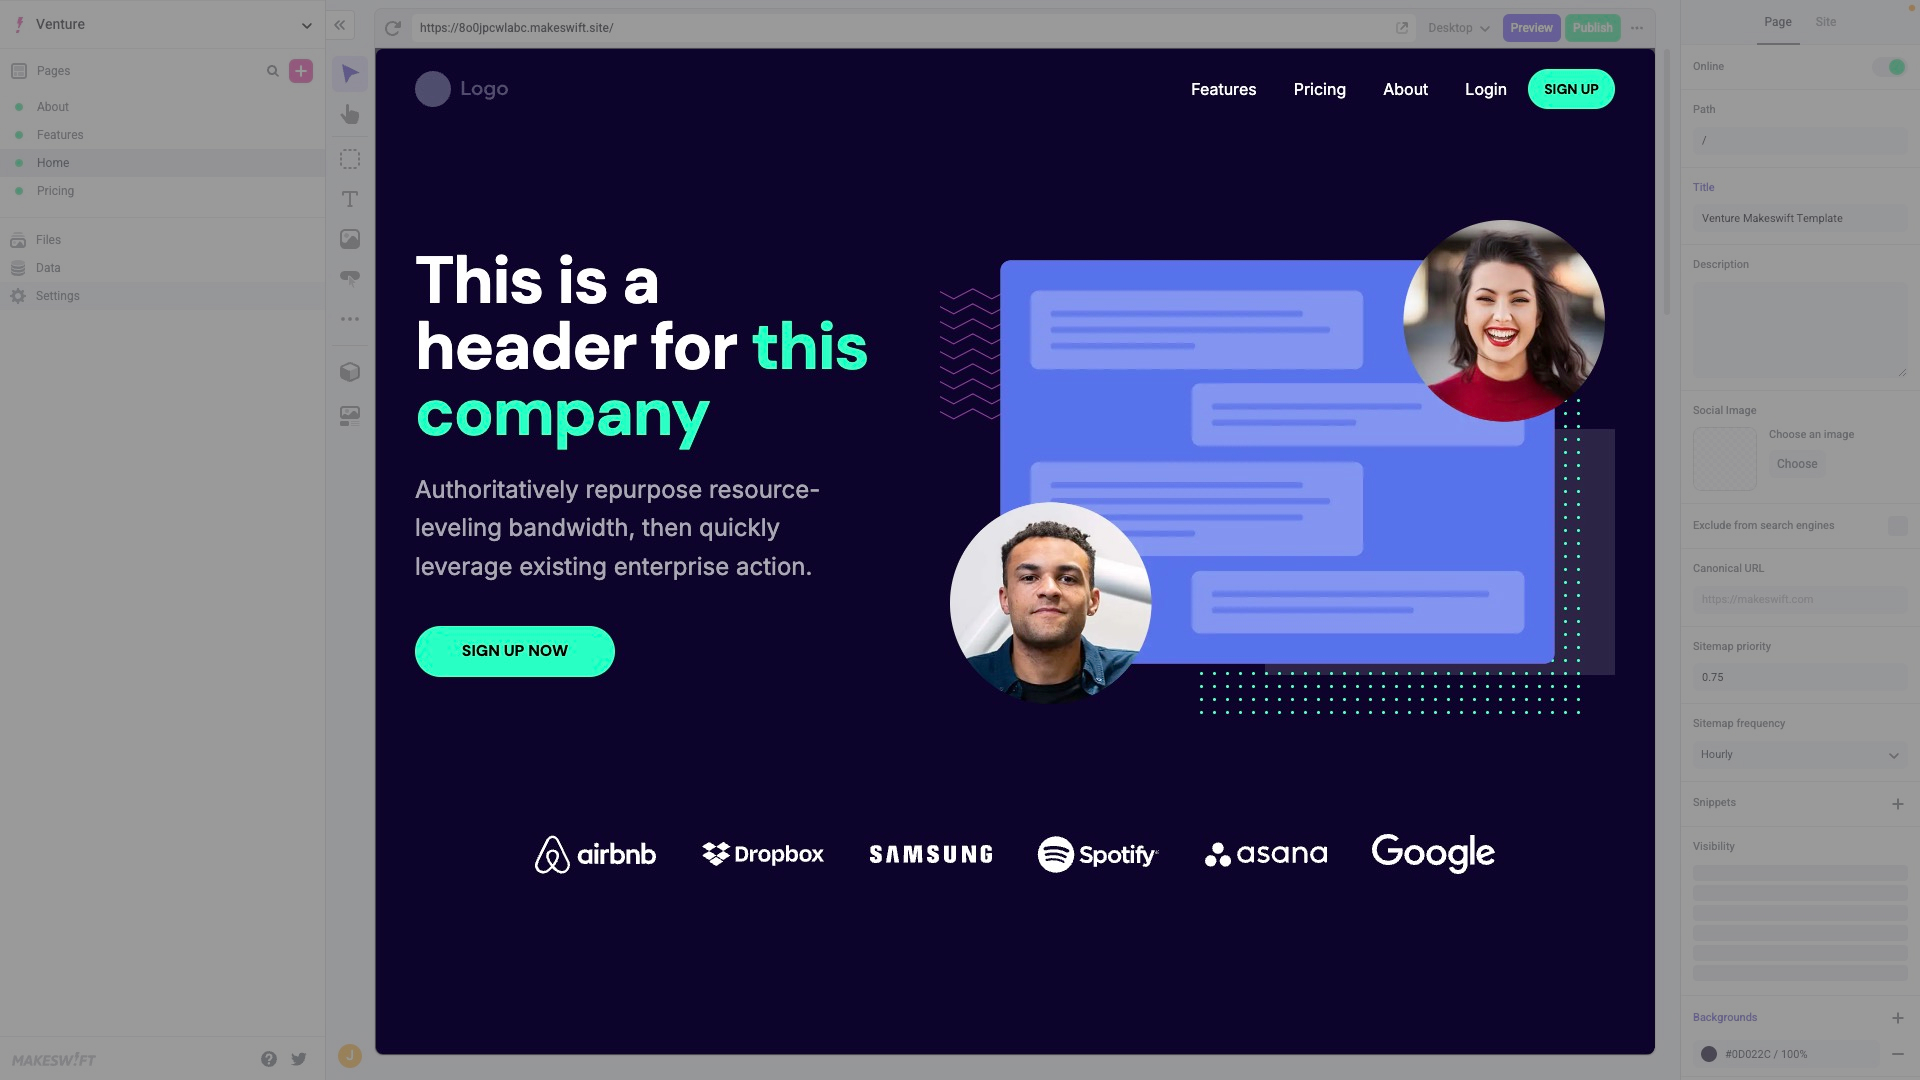 Venture
Pages
About
Features
Home
Pricing
Files
Data
Settings
MAKESWIFT
?
J
https://8o0jpcwlabc.makeswift.site/
Desktop
Preview
Publish
Logo
Features
Pricing
About
Login
SIGN UP
This is a
header for this
company
Authoritatively repurpose resource-
leveling bandwidth, then quickly
leverage existing enterprise action.
SIGN UP NOW
airbnb
Dropbox
SAMSUNG
Spotify
asana
Google
Page
Site
Online
Path
/
Title
Venture Makeswift Template
Description
Social Image
Choose an image
Choose
Exclude from search engines
Canonical URL
https://makeswift.com
Sitemap priority
0.75
Sitemap frequency
Hourly
Snippets
Visibility
Backgrounds
#0D022C / 100%